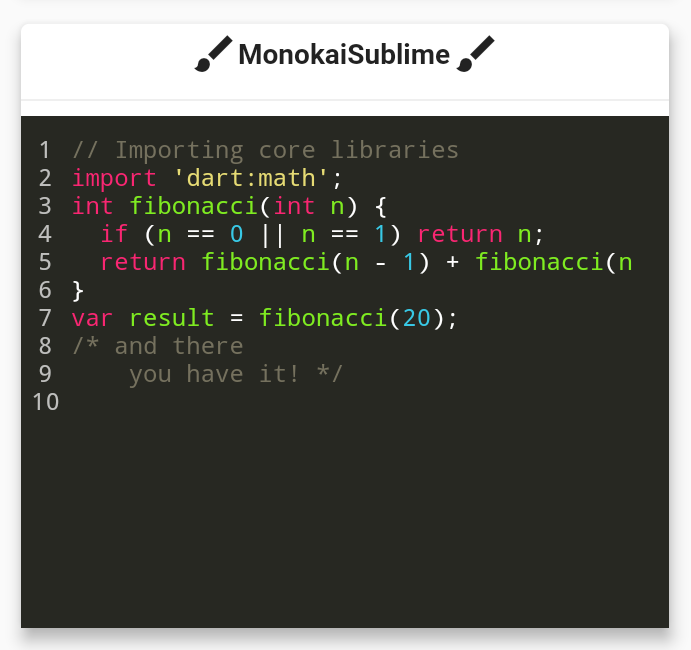 MonokaiSublime
1 // Importing core libraries
2 import 'dart:math';
3 int fibonacci(int n) {
4   if (n == 0 || n == 1) return n;
5   return fibonacci(n - 1) + fibonacci(n
6 }
7 var result = fibonacci(20);
8 /* and there
9     you have it! */
10